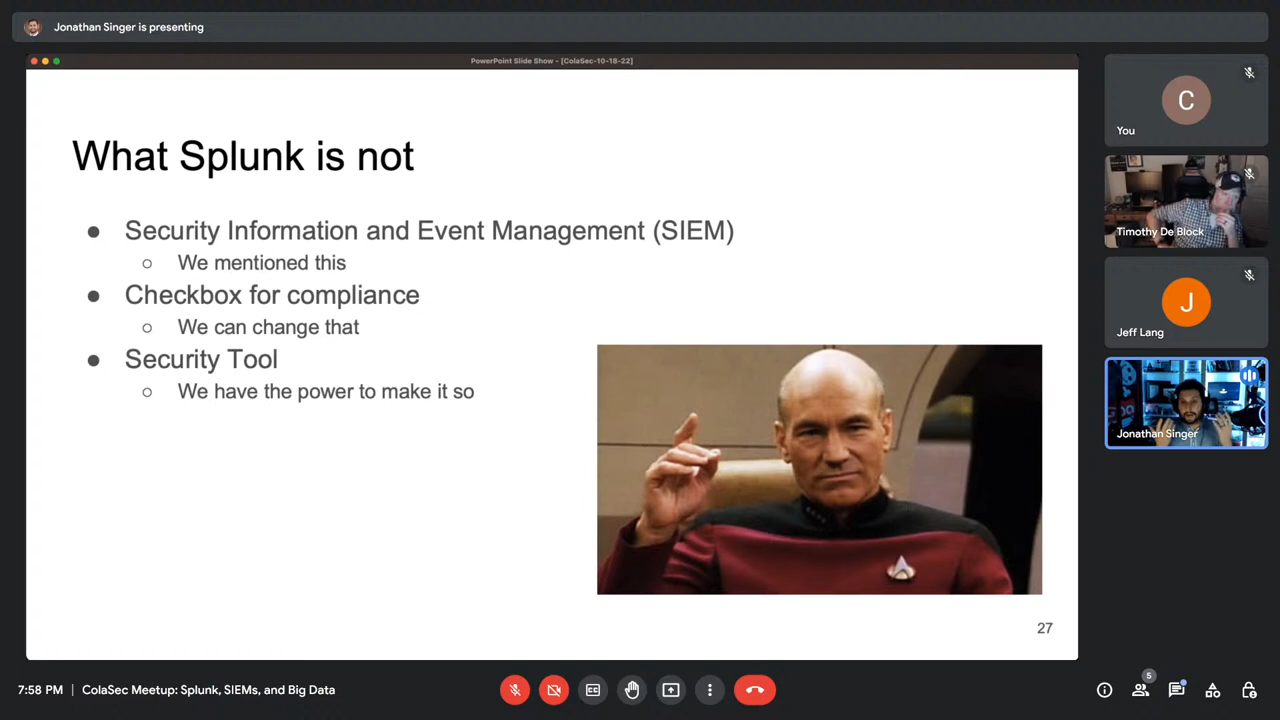 Jonathan Singer is presenting
PowerPoint Slide Show - [ColaSec-10-18-22]
What Splunk is not
● Security Information and Event Management (SIEM)
○ We mentioned this
● Checkbox for compliance
○ We can change that
● Security Tool
○ We have the power to make it so
27
C
You
Timothy De Block
J
Jeff Lang
Jonathan Singer
7:58 PM | ColaSec Meetup: Splunk, SIEMs, and Big Data
CC
5